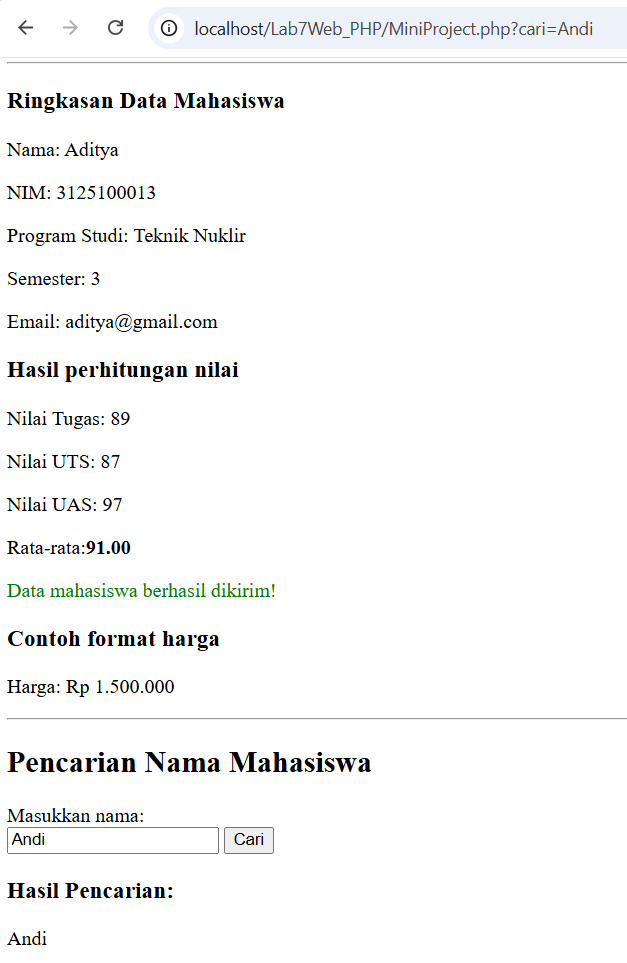 localhost/Lab7Web_PHP/MiniProject.php?cari=Andi
Ringkasan Data Mahasiswa
Nama: Aditya
NIM: 3125100013
Program Studi: Teknik Nuklir
Semester: 3
Email: aditya@gmail.com
Hasil perhitungan nilai
Nilai Tugas: 89
Nilai UTS: 87
Nilai UAS: 97
Rata-rata:91.00
Data mahasiswa berhasil dikirim!
Contoh format harga
Harga: Rp 1.500.000
Pencarian Nama Mahasiswa
Masukkan nama:
Andi Cari
Hasil Pencarian:
Andi